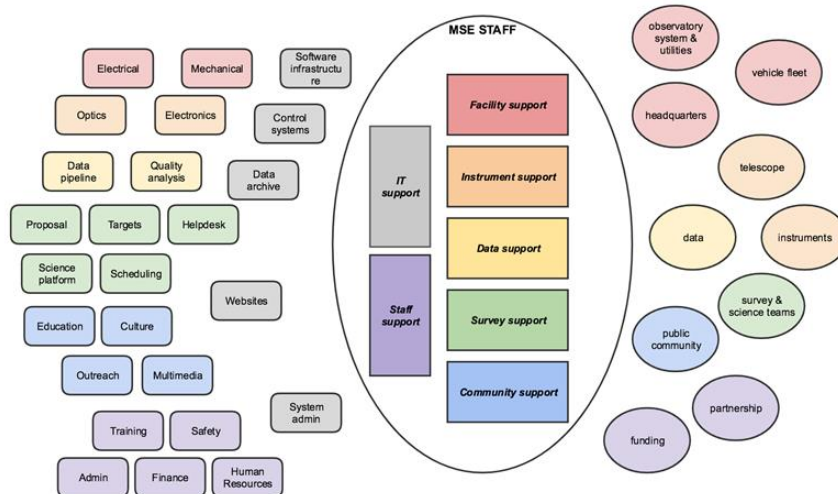 MSE STAFF
Electrical
Mechanical
Software
infrastructu
re
Optics
Electronics
Control
systems
Data
pipeline
Quality
analysis
Data
archive
Proposal
Targets
Helpdesk
Science
platform
Scheduling
Websites
Education
Culture
Outreach
Multimedia
System
admin
Training
Safety
Admin
Finance
Human
Resources
IT
support
Staff
support
Facility support
Instrument support
Data support
Survey support
Community support
observatory
system &
utilities
vehicle fleet
headquarters
telescope
data
instruments
survey &
science teams
public
community
partnership
funding